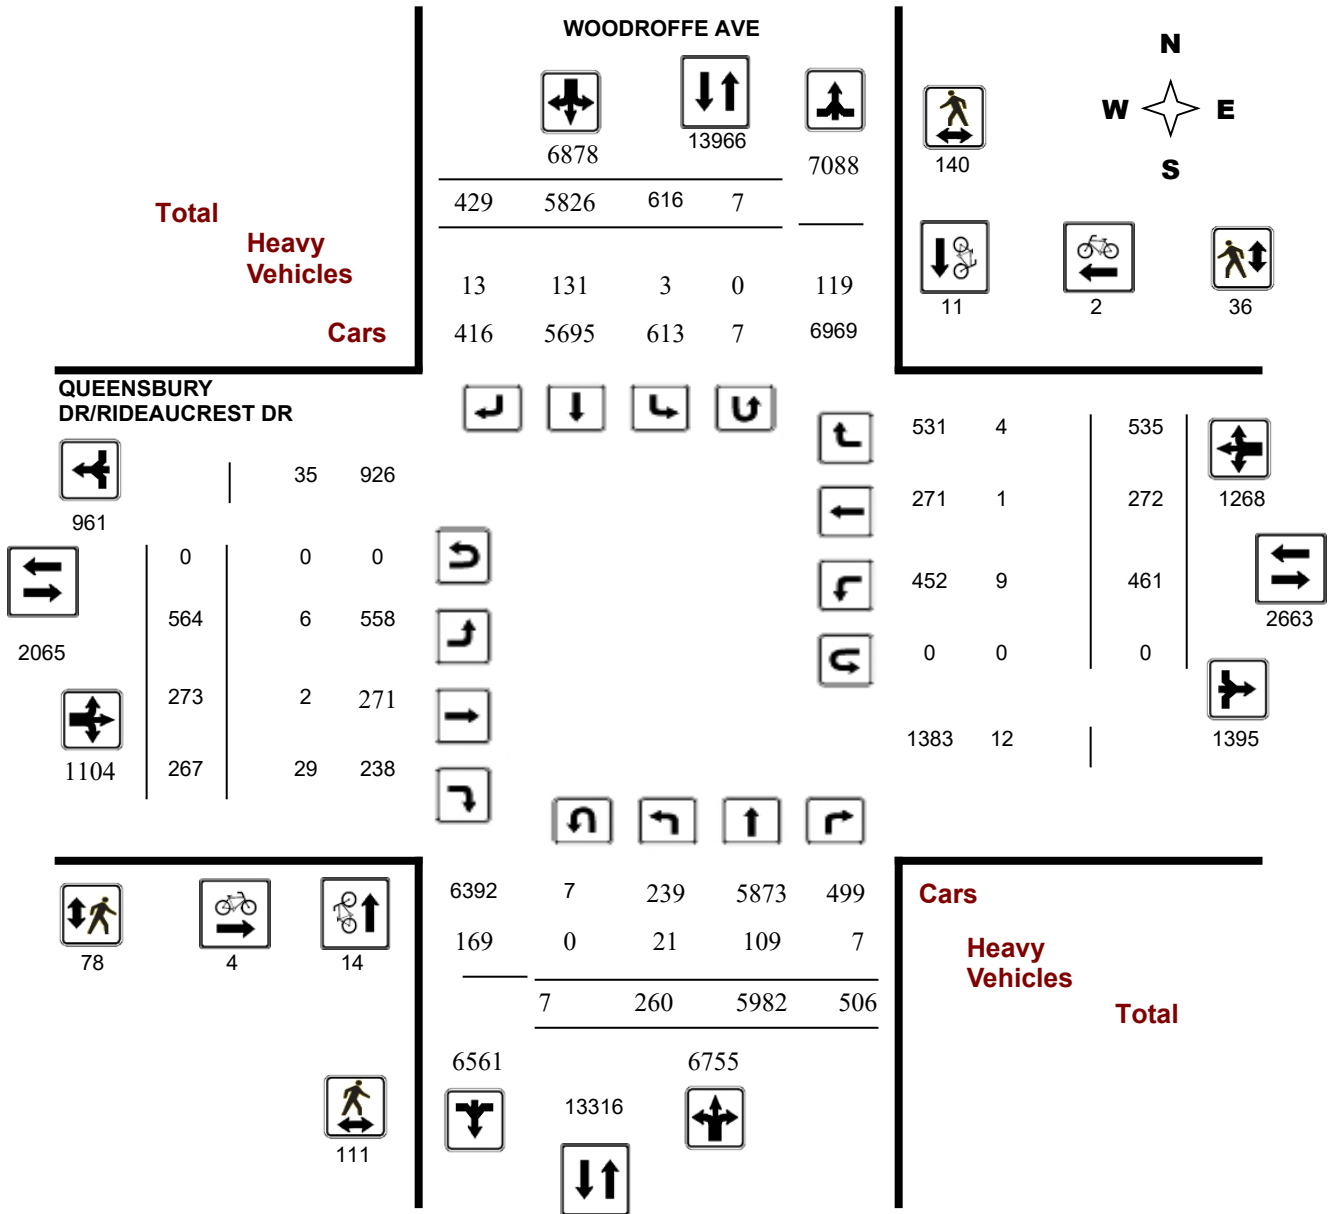 WOODROFFE AVE
N
W E
S
6878
13966
7088
140
Total
429 5826 616 7
Heavy
Vehicles
13 131 3 0 119
11 2 36
Cars
416 5695 613 7 6969
QUEENSBURY
DR/RIDEAUCREST DR
531 4 535
35 926
961
271 1 272 1268
0 0 0
452 9 461
564 6 558
2663
2065
0 0 0
273 2 271
1383 12 1395
1104 267 29 238
6392 7 239 5873 499
Cars
169 0 21 109 7
Heavy
Vehicles
78 4 14
7 260 5982 506
Total
6561 6755
13316
111